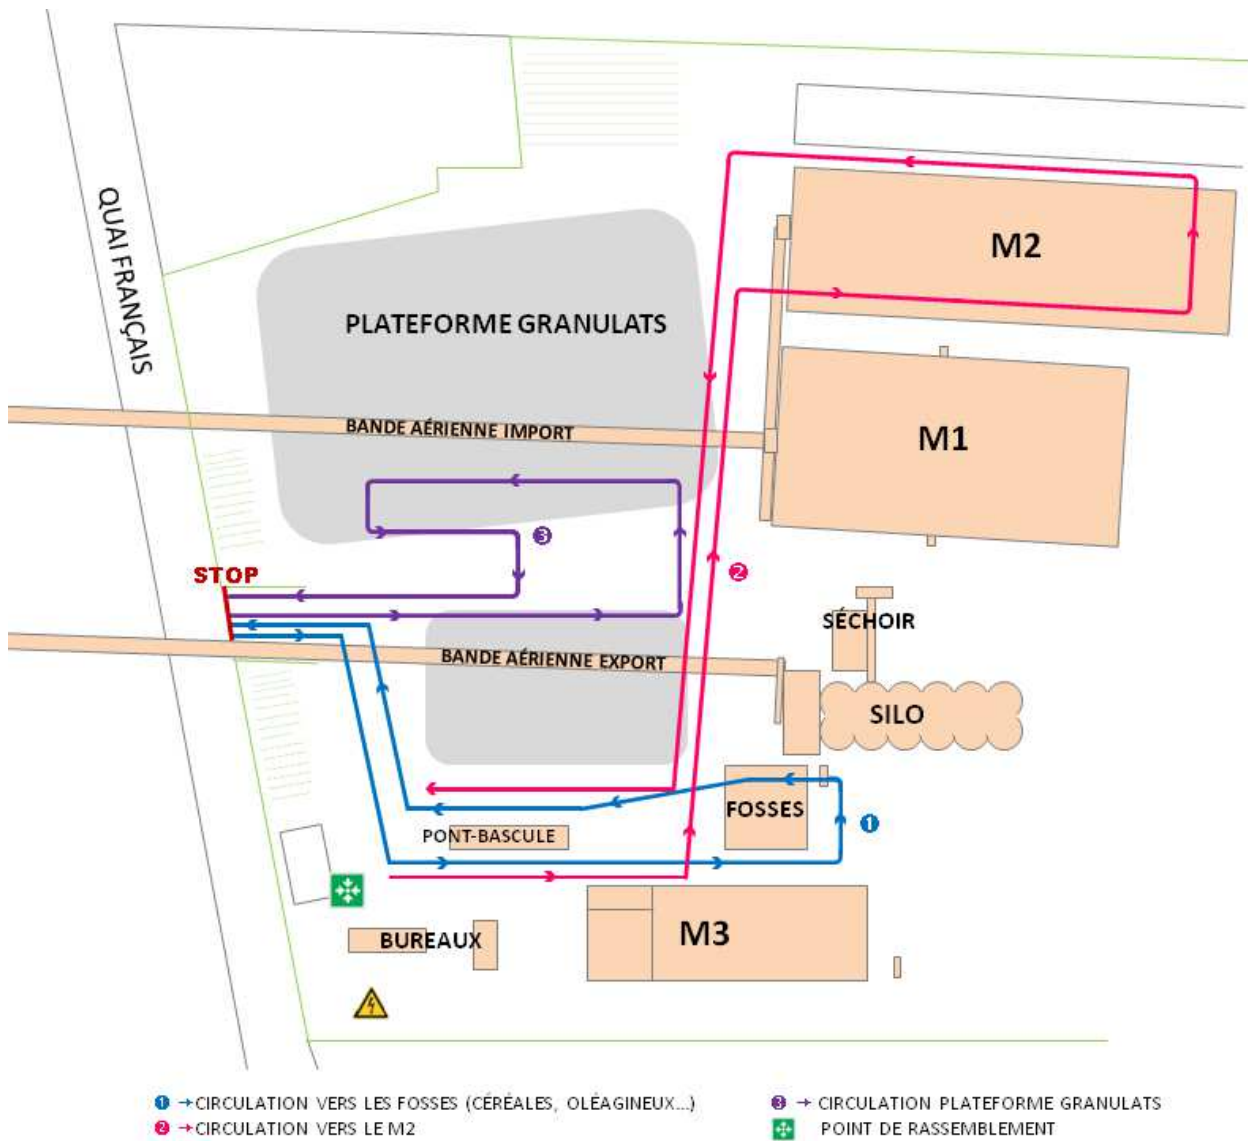 QUAI FRANÇAIS
M2
PLATEFORME GRANULATS
BANDE AÉRIENNE IMPORT
M1
3
2
STOP
SÉCHOIR
BANDE AÉRIENNE EXPORT
SILO
FOSSES
1
PONT-BASCULE
M3
BUREAUX
1 → CIRCULATION VERS LES FOSSES (CÉRÉALES, OLÉAGINEUX...)
2 → CIRCULATION VERS LE M2
3 → CIRCULATION PLATEFORME GRANULATS
POINT DE RASSEMBLEMENT